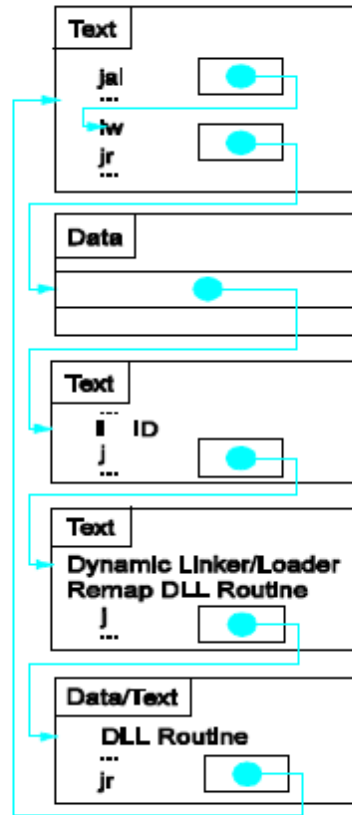 Text
jal
...
lw
jr
...
Data
Text
...
li ID
j
...
Text
Dynamic Linker/Loader
Remap DLL Routine
j
...
Data/Text
DLL Routine
...
jr